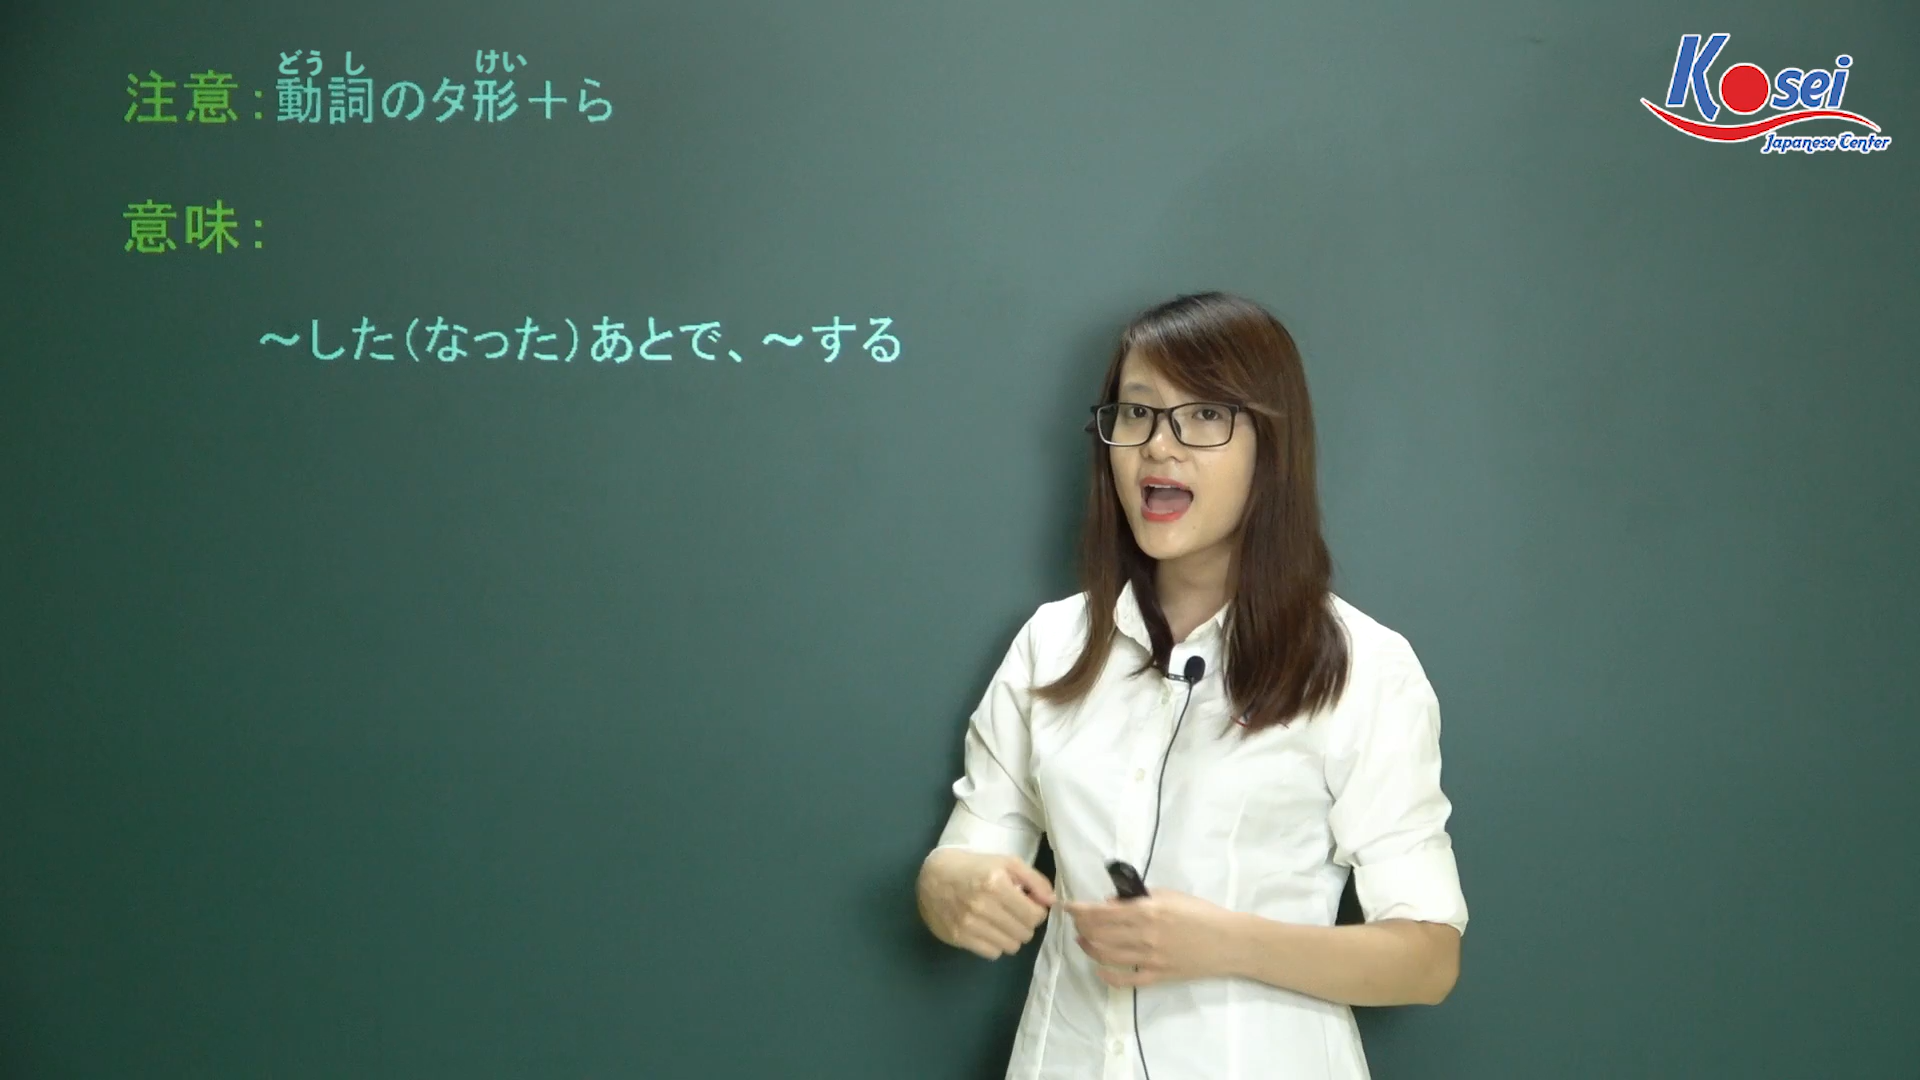 注意：動詞のタ形＋ら
どうし けい
意味：
～した（なった）あとで、～する
Kosei
Japanese Center